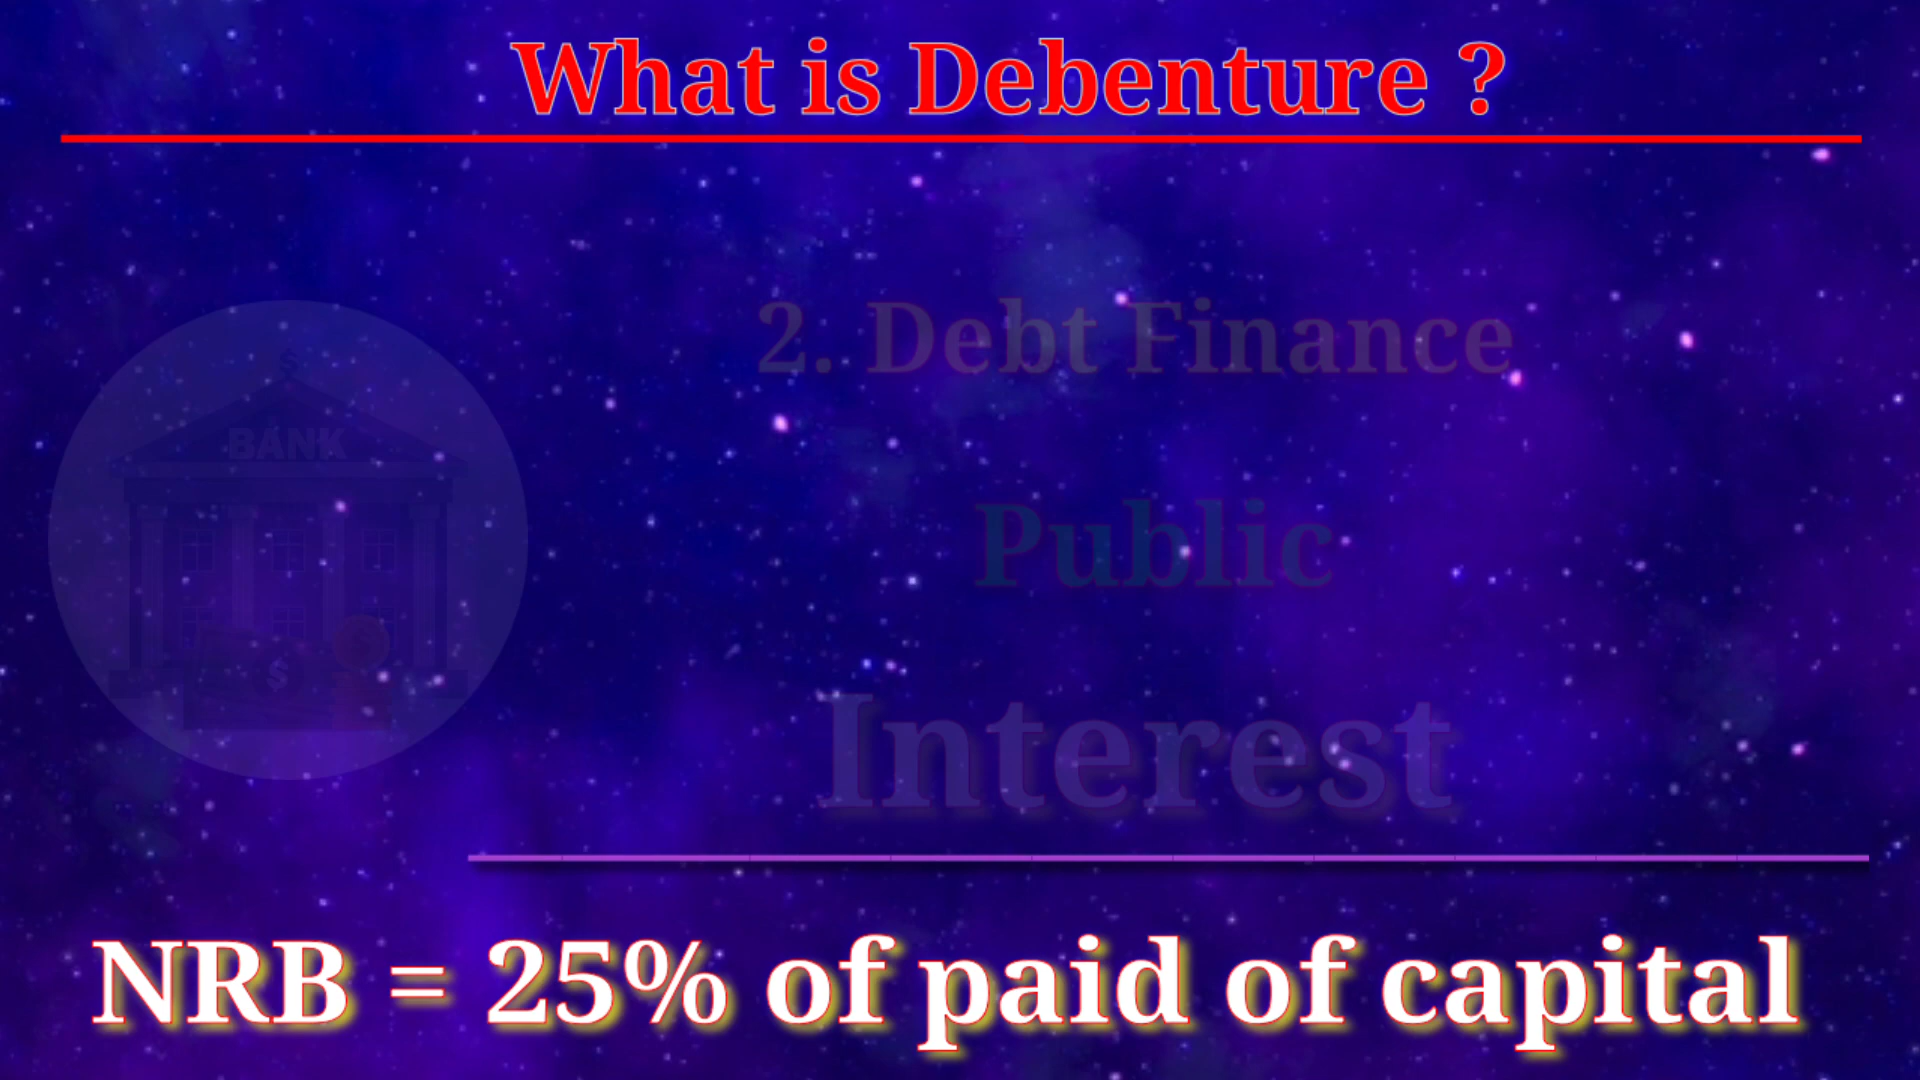 What is Debenture ?
2. Debt Finance
BANK
Public
Interest
NRB = 25% of paid of capital